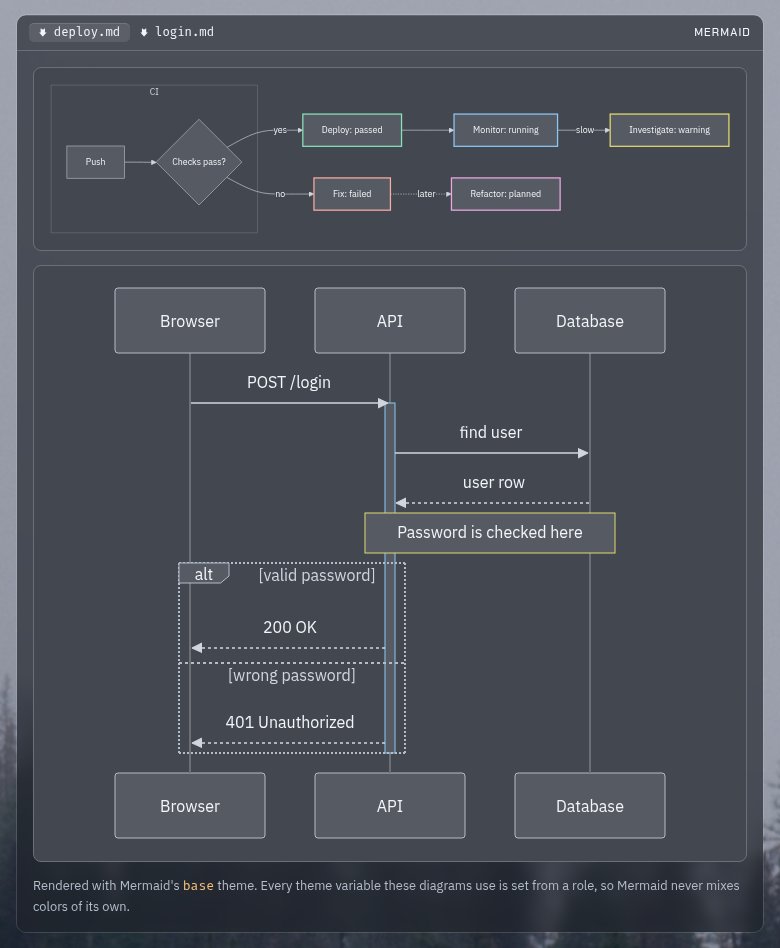 deploy.md
login.md
MERMAID
CI
Push
Checks pass?
yes
Deploy: passed
Monitor: running
slow
Investigate: warning
no
Fix: failed
later
Refactor: planned
Browser
API
Database
POST /login
find user
user row
Password is checked here
alt
[valid password]
200 OK
[wrong password]
401 Unauthorized
Browser
API
Database
Rendered with Mermaid's base theme. Every theme variable these diagrams use is set from a role, so Mermaid never mixes
colors of its own.